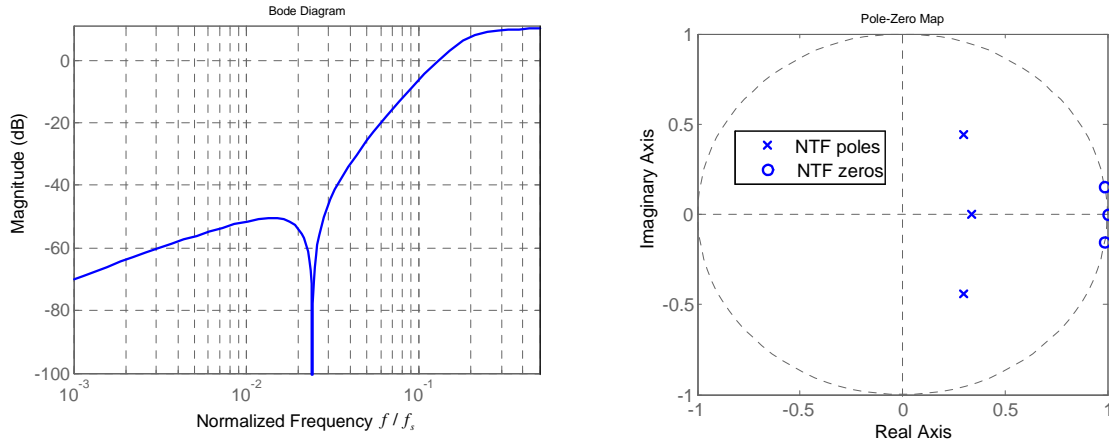 Bode Diagram
Magnitude (dB)
0
-20
-40
-60
-80
-100
10^-3
10^-2
10^-1
Normalized Frequency f / f_s
Pole-Zero Map
Imaginary Axis
1
0.5
0
-0.5
-1
NTF poles
NTF zeros
-1
-0.5
0
0.5
1
Real Axis